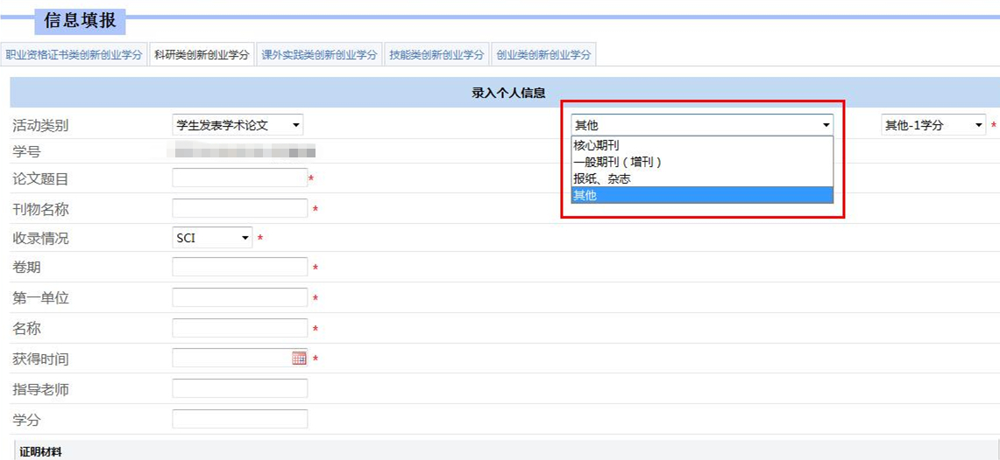 信息填报
职业资格证书类创新创业学分 科研类创新创业学分 课外实践类创新创业学分 技能类创新创业学分 创业类创新创业学分
录入个人信息
活动类别 学生发表学术论文 其他 其他-1学分 *
核心期刊
一般期刊（增刊）
报纸、杂志
其他
学号
论文题目 *
刊物名称 *
收录情况 SCI *
卷期 *
第一单位 *
名称 *
获得时间 *
指导老师
学分
证明材料